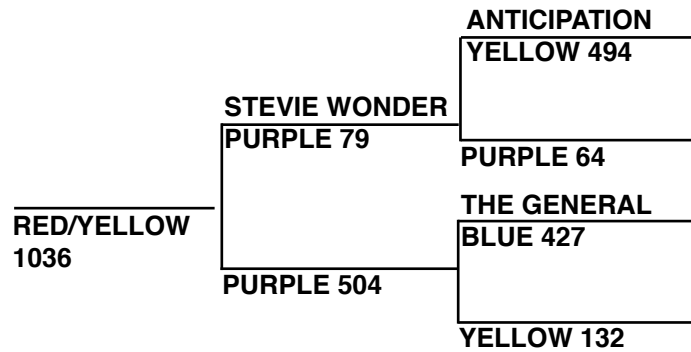 ANTICIPATION
YELLOW 494
STEVIE WONDER
PURPLE 79
PURPLE 64
THE GENERAL
RED/YELLOW
1036
BLUE 427
PURPLE 504
YELLOW 132